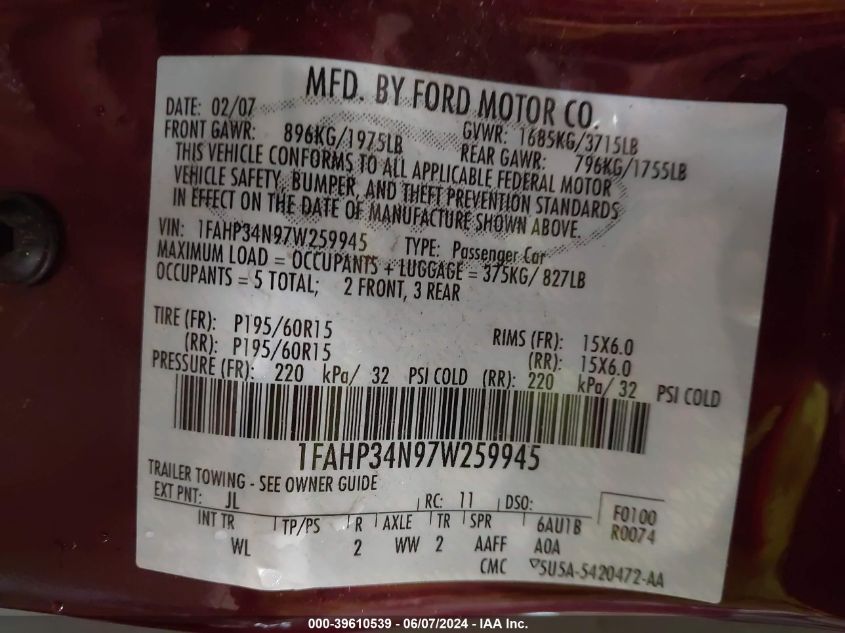 MFD. BY FORD MOTOR CO.
DATE: 02/07 GVWR: 1685KG/3715LB
FRONT GAWR: 896KG/1975LB REAR GAWR: 796KG/1755LB
THIS VEHICLE CONFORMS TO ALL APPLICABLE FEDERAL MOTOR
VEHICLE SAFETY, BUMPER, AND THEFT PREVENTION STANDARDS
IN EFFECT ON THE DATE OF MANUFACTURE SHOWN ABOVE.
VIN: 1FAHP34N97W259945 TYPE: Passenger Car
MAXIMUM LOAD = OCCUPANTS + LUGGAGE = 375KG/ 827LB
OCCUPANTS = 5 TOTAL; 2 FRONT, 3 REAR
TIRE (FR): P195/60R15 RIMS (FR): 15X6.0
(RR): P195/60R15 (RR): 15X6.0
PRESSURE (FR): 220 kPa/ 32 PSI COLD (RR): 220 kPa/ 32 PSI COLD
1FAHP34N97W259945
TRAILER TOWING - SEE OWNER GUIDE
EXT PNT: JL RC: 11 DSO: F0100
INT TR TP/PS R AXLE TR SPR 6AU1B R0074
WL 2 WW 2 AAFF A0A
CMC 5U5A-5420472-AA
000-39610539 - 06/07/2024 - IAA Inc.